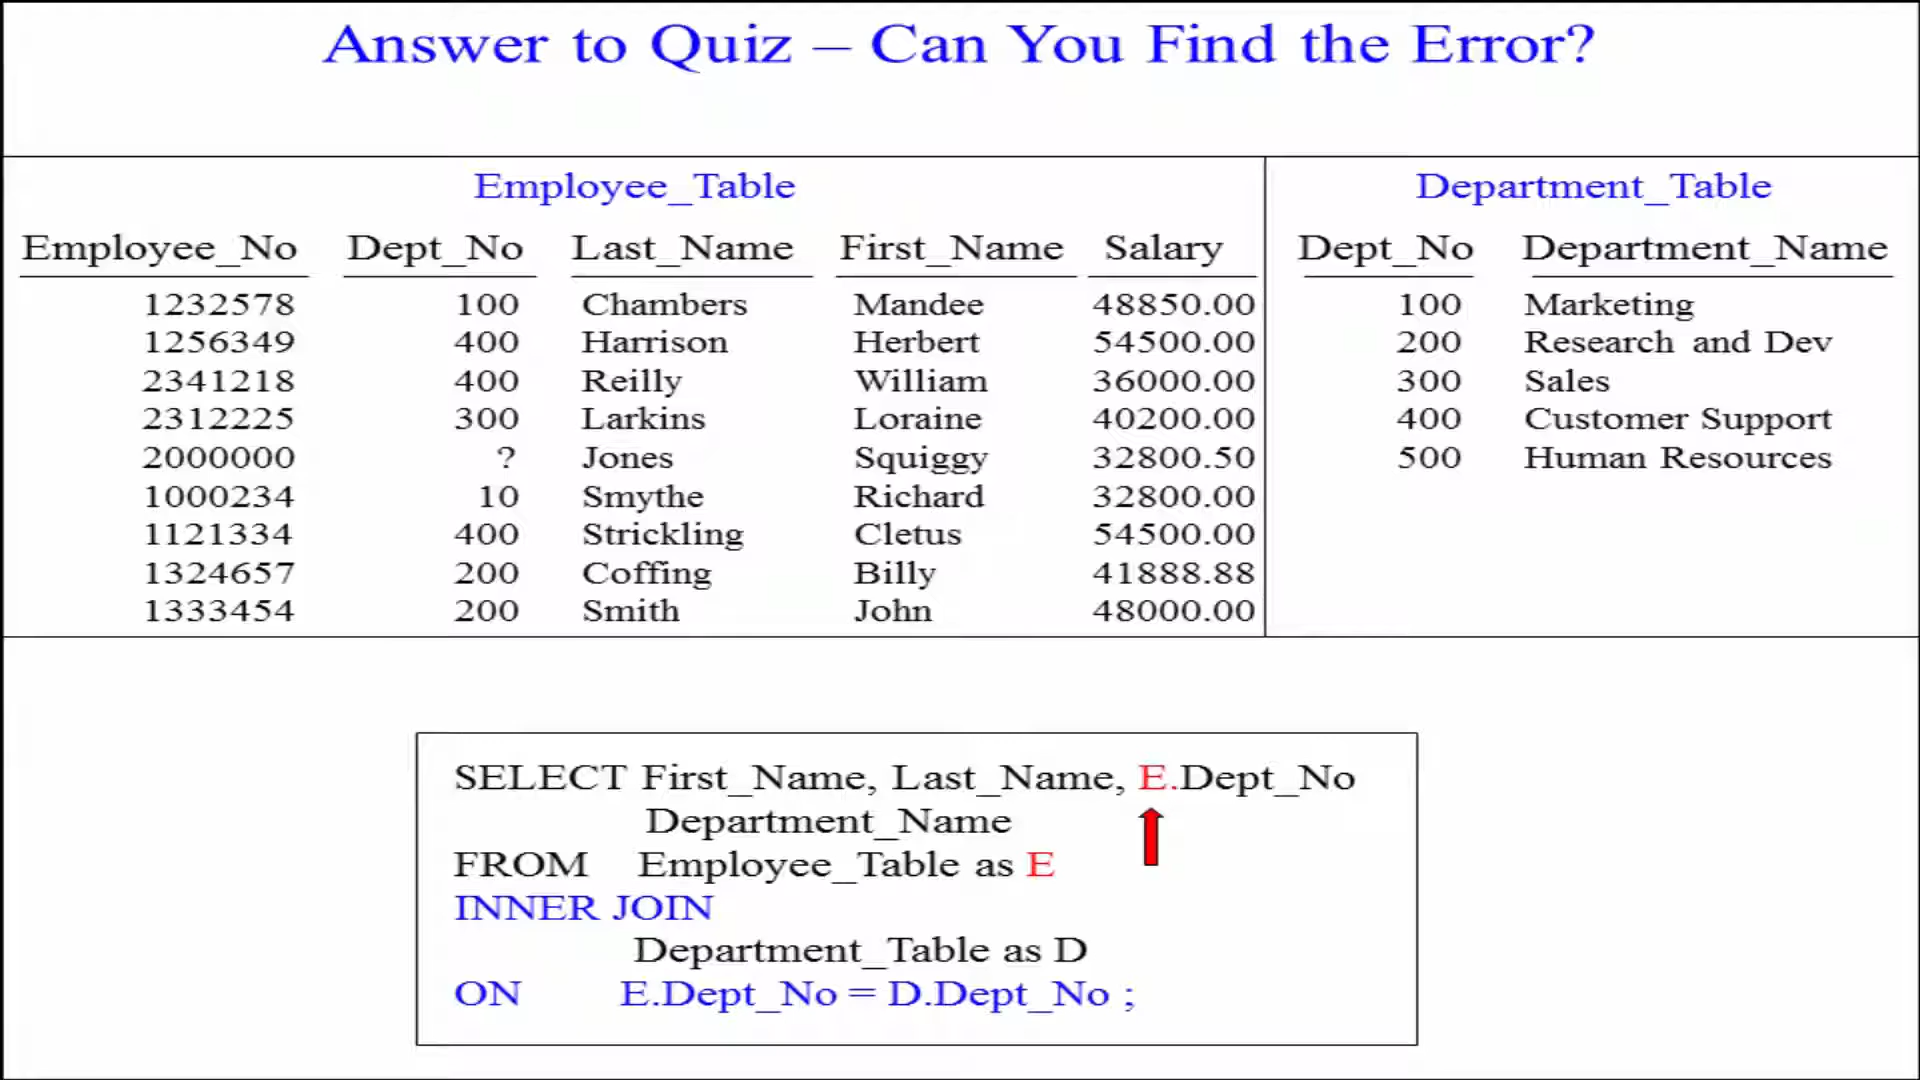 Answer to Quiz – Can You Find the Error?
Employee_Table Department_Table
Employee_No Dept_No Last_Name First_Name Salary Dept_No Department_Name
1232578 100 Chambers Mandee 48850.00 100 Marketing
1256349 400 Harrison Herbert 54500.00 200 Research and Dev
2341218 400 Reilly William 36000.00 300 Sales
2312225 300 Larkins Loraine 40200.00 400 Customer Support
2000000 ? Jones Squiggy 32800.50 500 Human Resources
1000234 10 Smythe Richard 32800.00
1121334 400 Strickling Cletus 54500.00
1324657 200 Coffing Billy 41888.88
1333454 200 Smith John 48000.00
SELECT First_Name, Last_Name, E.Dept_No
Department_Name
FROM Employee_Table as E
INNER JOIN
Department_Table as D
ON E.Dept_No = D.Dept_No ;